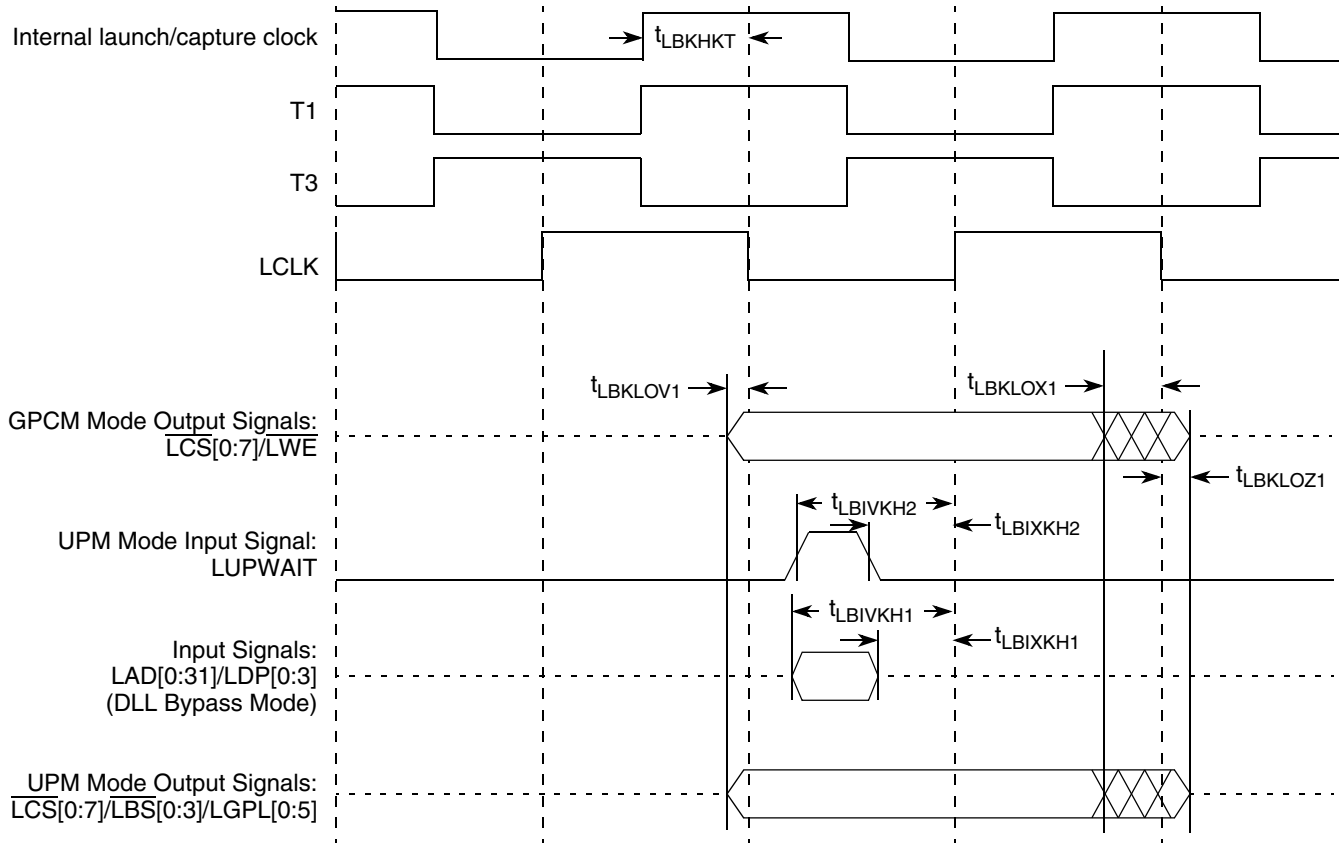 Internal launch/capture clock
tLBKHKT
T1
T3
LCLK
tLBKLOV1
tLBKLOX1
GPCM Mode Output Signals:
LCS[0:7]/LWE
tLBKLOZ1
tLBIVKH2
tLBIXKH2
UPM Mode Input Signal:
LUPWAIT
tLBIVKH1
tLBIXKH1
Input Signals:
LAD[0:31]/LDP[0:3]
(DLL Bypass Mode)
UPM Mode Output Signals:
LCS[0:7]/LBS[0:3]/LGPL[0:5]